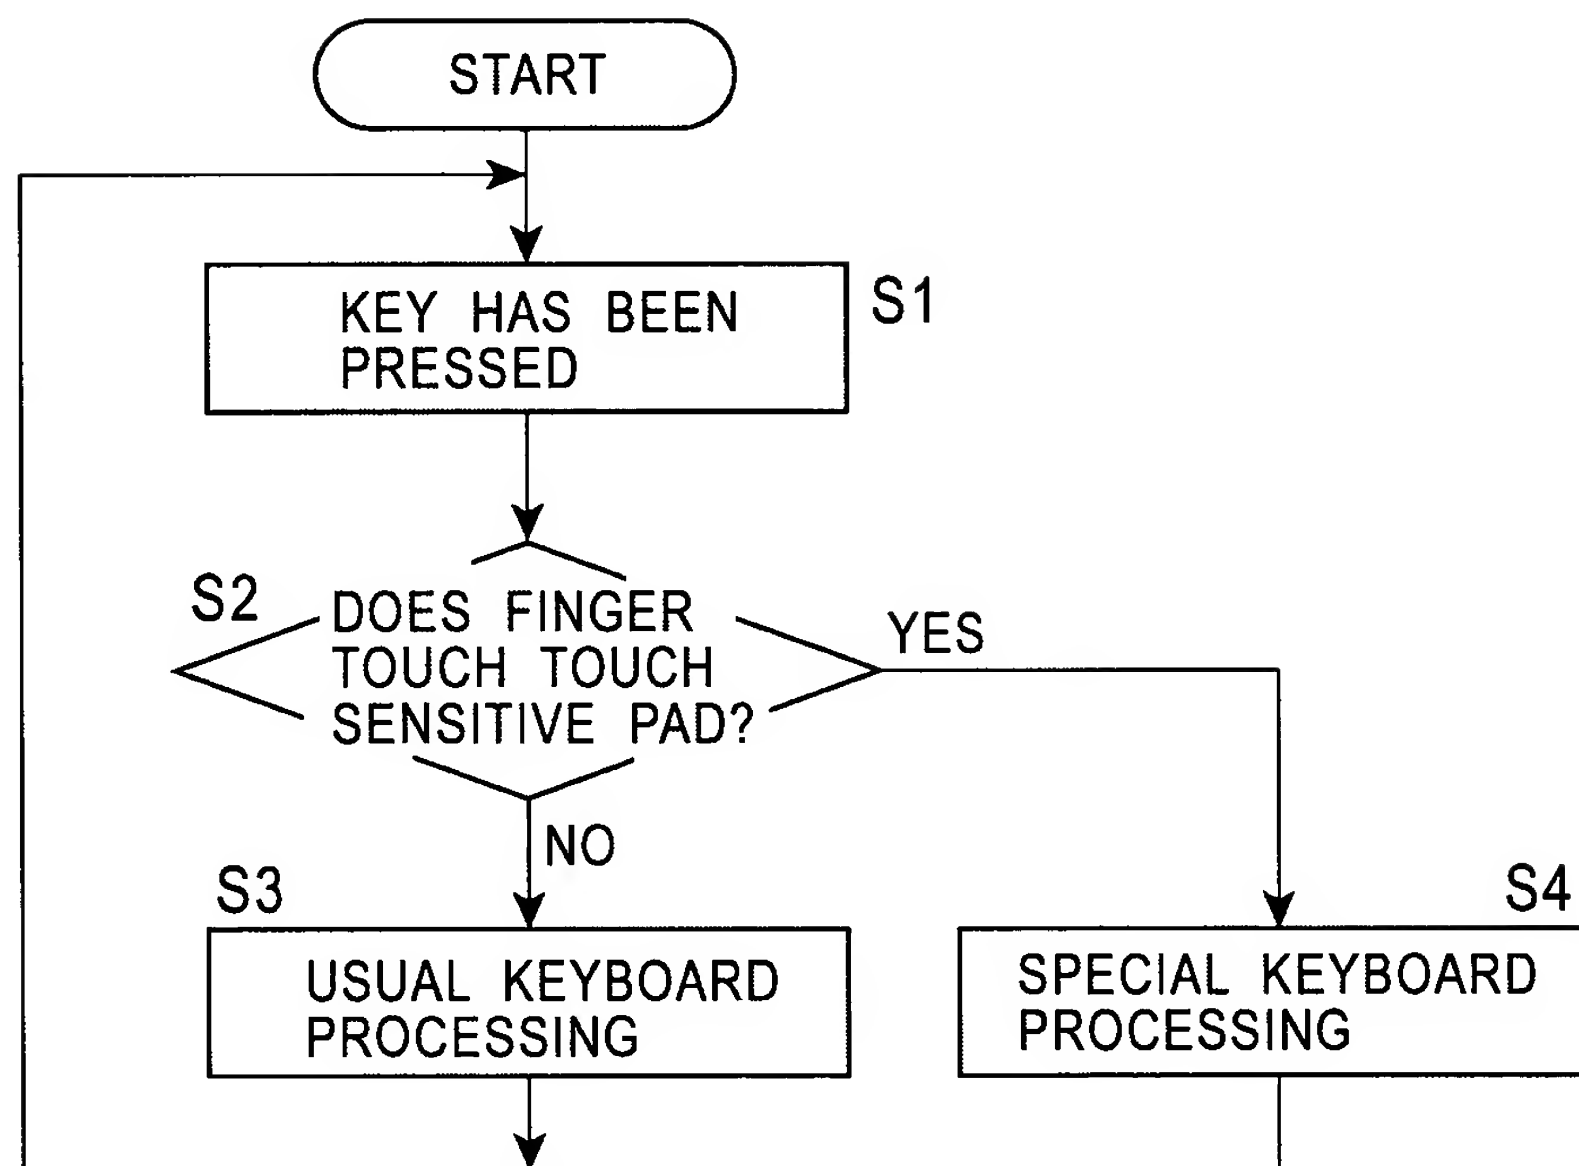 START
KEY HAS BEEN
PRESSED
S1
S2
DOES FINGER
TOUCH TOUCH
SENSITIVE PAD?
YES
NO
S3
USUAL KEYBOARD
PROCESSING
S4
SPECIAL KEYBOARD
PROCESSING